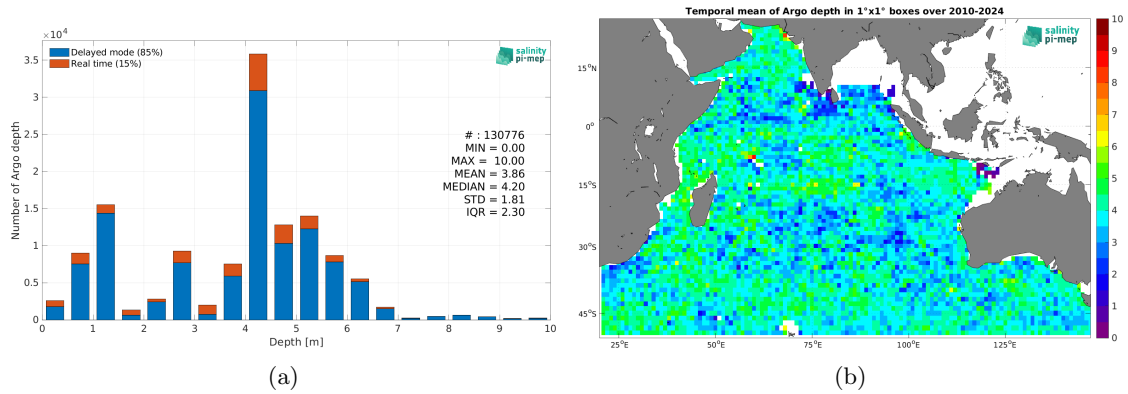 ×10⁴
Delayed mode (85%)
Real time (15%)
salinity
pi-mep
# : 130776
MIN = 0.00
MAX = 10.00
MEAN = 3.86
MEDIAN = 4.20
STD = 1.81
IQR = 2.30
Number of Argo depth
3.5
3
2.5
2
1.5
1
0.5
0
0 1 2 3 4 5 6 7 8 9 10
Depth [m]
(a)
Temporal mean of Argo depth in 1°x1° boxes over 2010-2024
salinity
pi-mep
15°N
0°
15°S
30°S
45°S
25°E 50°E 75°E 100°E 125°E
10
9
8
7
6
5
4
3
2
1
0
(b)